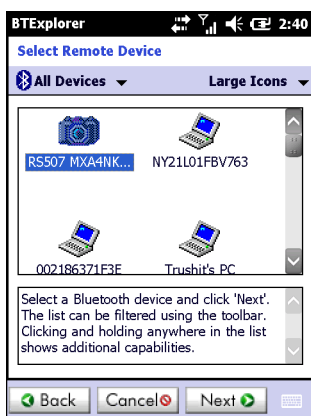 BTExplorer 2:40
Select Remote Device
All Devices Large Icons
RS507 MXA4NK... NY21L01FBV763
002186371F3E Trushit's PC
Select a Bluetooth device and click 'Next'.
The list can be filtered using the toolbar.
Clicking and holding anywhere in the list
shows additional capabilities.
Back Cancel Next